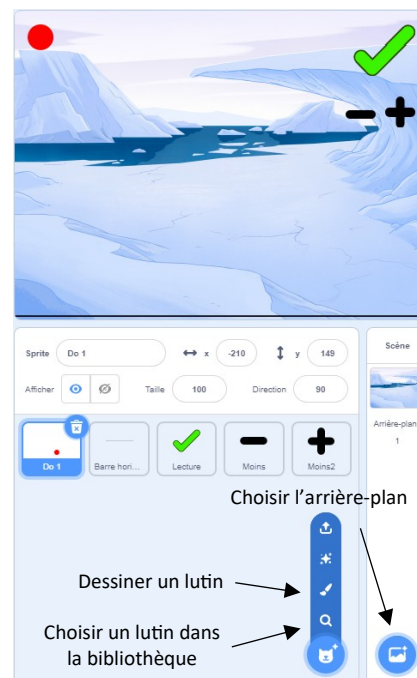 Sprite Do 1 x -210 y 149
Afficher Taille 100 Direction 90
Scène
Arrière-plan
1
Do 1 Barre hori... Lecture Moins Moins2
Choisir l’arrière-plan
Dessiner un lutin
Choisir un lutin dans
la bibliothèque